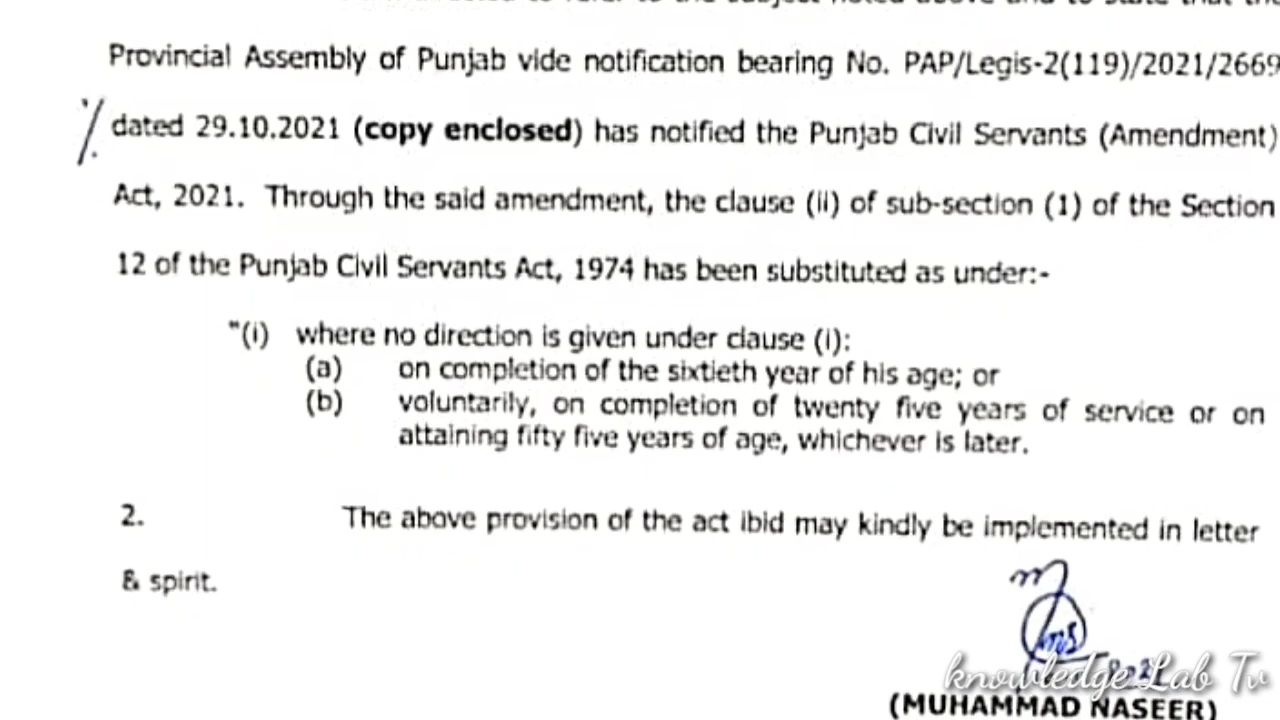 Provincial Assembly of Punjab vide notification bearing No. PAP/Legis-2(119)/2021/2669
dated 29.10.2021 (copy enclosed) has notified the Punjab Civil Servants (Amendment)
Act, 2021. Through the said amendment, the clause (ii) of sub-section (1) of the Section
12 of the Punjab Civil Servants Act, 1974 has been substituted as under:-
"(i) where no direction is given under clause (i):
(a) on completion of the sixtieth year of his age; or
(b) voluntarily, on completion of twenty five years of service or on
attaining fifty five years of age, whichever is later.
2. The above provision of the act ibid may kindly be implemented in letter
& spirit.
knowledge Lab Tv
(MUHAMMAD NASEER)